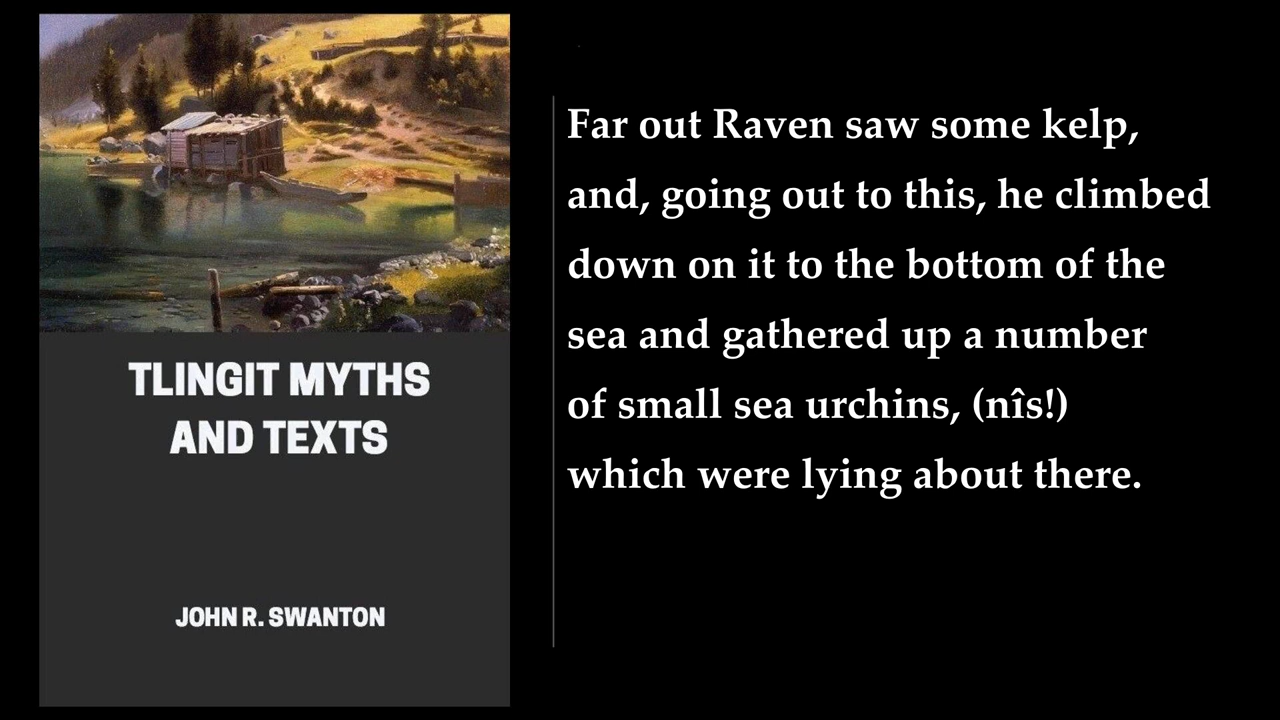 TLINGIT MYTHS
AND TEXTS
JOHN R. SWANTON
Far out Raven saw some kelp,
and, going out to this, he climbed
down on it to the bottom of the
sea and gathered up a number
of small sea urchins, (nîs!)
which were lying about there.